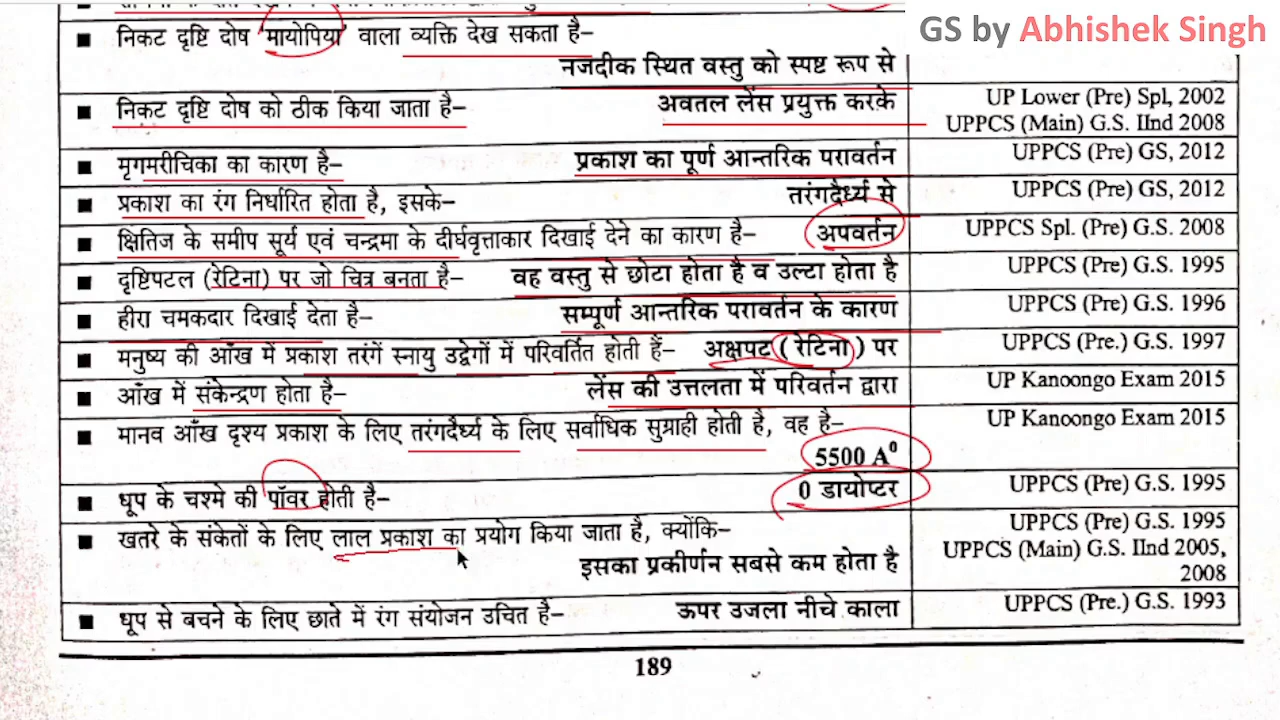 GS by Abhishek Singh
■ निकट दृष्टि दोष 'मायोपिया' वाला व्यक्ति देख सकता है–
नजदीक स्थित वस्तु को स्पष्ट रूप से
■ निकट दृष्टि दोष को ठीक किया जाता है– अवतल लेंस प्रयुक्त करके UP Lower (Pre) Spl, 2002
UPPCS (Main) G.S. IInd 2008
■ मृगमरीचिका का कारण है– प्रकाश का पूर्ण आन्तरिक परावर्तन UPPCS (Pre) GS, 2012
■ प्रकाश का रंग निर्धारित होता है, इसके– तरंगदैर्ध्य से UPPCS (Pre) GS, 2012
■ क्षितिज के समीप सूर्य एवं चन्द्रमा के दीर्घवृत्ताकार दिखाई देने का कारण है– अपवर्तन UPPCS Spl. (Pre) G.S. 2008
■ दृष्टिपटल (रेटिना) पर जो चित्र बनता है– वह वस्तु से छोटा होता है व उल्टा होता है UPPCS (Pre) G.S. 1995
■ हीरा चमकदार दिखाई देता है– सम्पूर्ण आन्तरिक परावर्तन के कारण UPPCS (Pre) G.S. 1996
■ मनुष्य की आँख में प्रकाश तरंगें स्नायु उद्वेगों में परिवर्तित होती हैं– अक्षपट (रेटिना) पर UPPCS (Pre.) G.S. 1997
■ आँख में संकेन्द्रण होता है– लेंस की उत्तलता में परिवर्तन द्वारा UP Kanoongo Exam 2015
■ मानव आँख दृश्य प्रकाश के लिए तरंगदैर्ध्य के लिए सर्वाधिक सुग्राही होती है, वह है– UP Kanoongo Exam 2015
5500 A⁰
■ धूप के चश्मे की पॉवर होती है– 0 डायोप्टर UPPCS (Pre) G.S. 1995
■ खतरे के संकेतों के लिए लाल प्रकाश का प्रयोग किया जाता है, क्योंकि– UPPCS (Pre) G.S. 1995
इसका प्रकीर्णन सबसे कम होता है UPPCS (Main) G.S. IInd 2005,
2008
■ धूप से बचने के लिए छाते में रंग संयोजन उचित है– ऊपर उजला नीचे काला UPPCS (Pre.) G.S. 1993
189